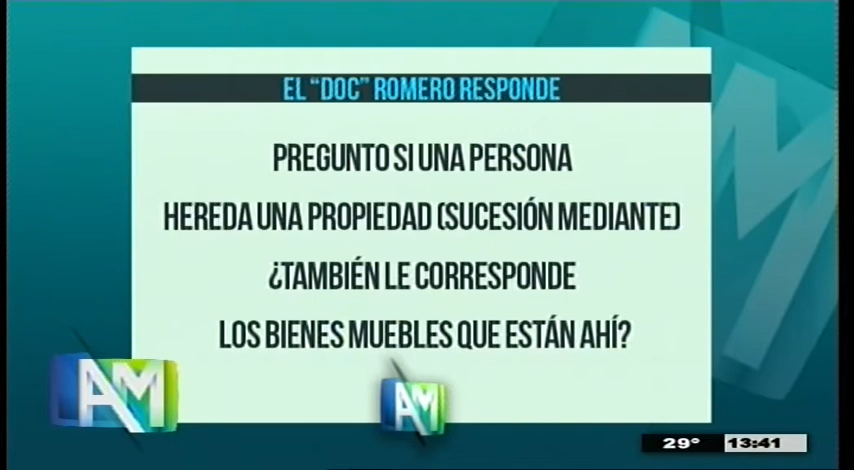 EL “DOC” ROMERO RESPONDE
PREGUNTO SI UNA PERSONA
HEREDA UNA PROPIEDAD (SUCESIÓN MEDIANTE)
¿TAMBIÉN LE CORRESPONDE
LOS BIENES MUEBLES QUE ESTÁN AHÍ?
AM
AM
29° 13:41